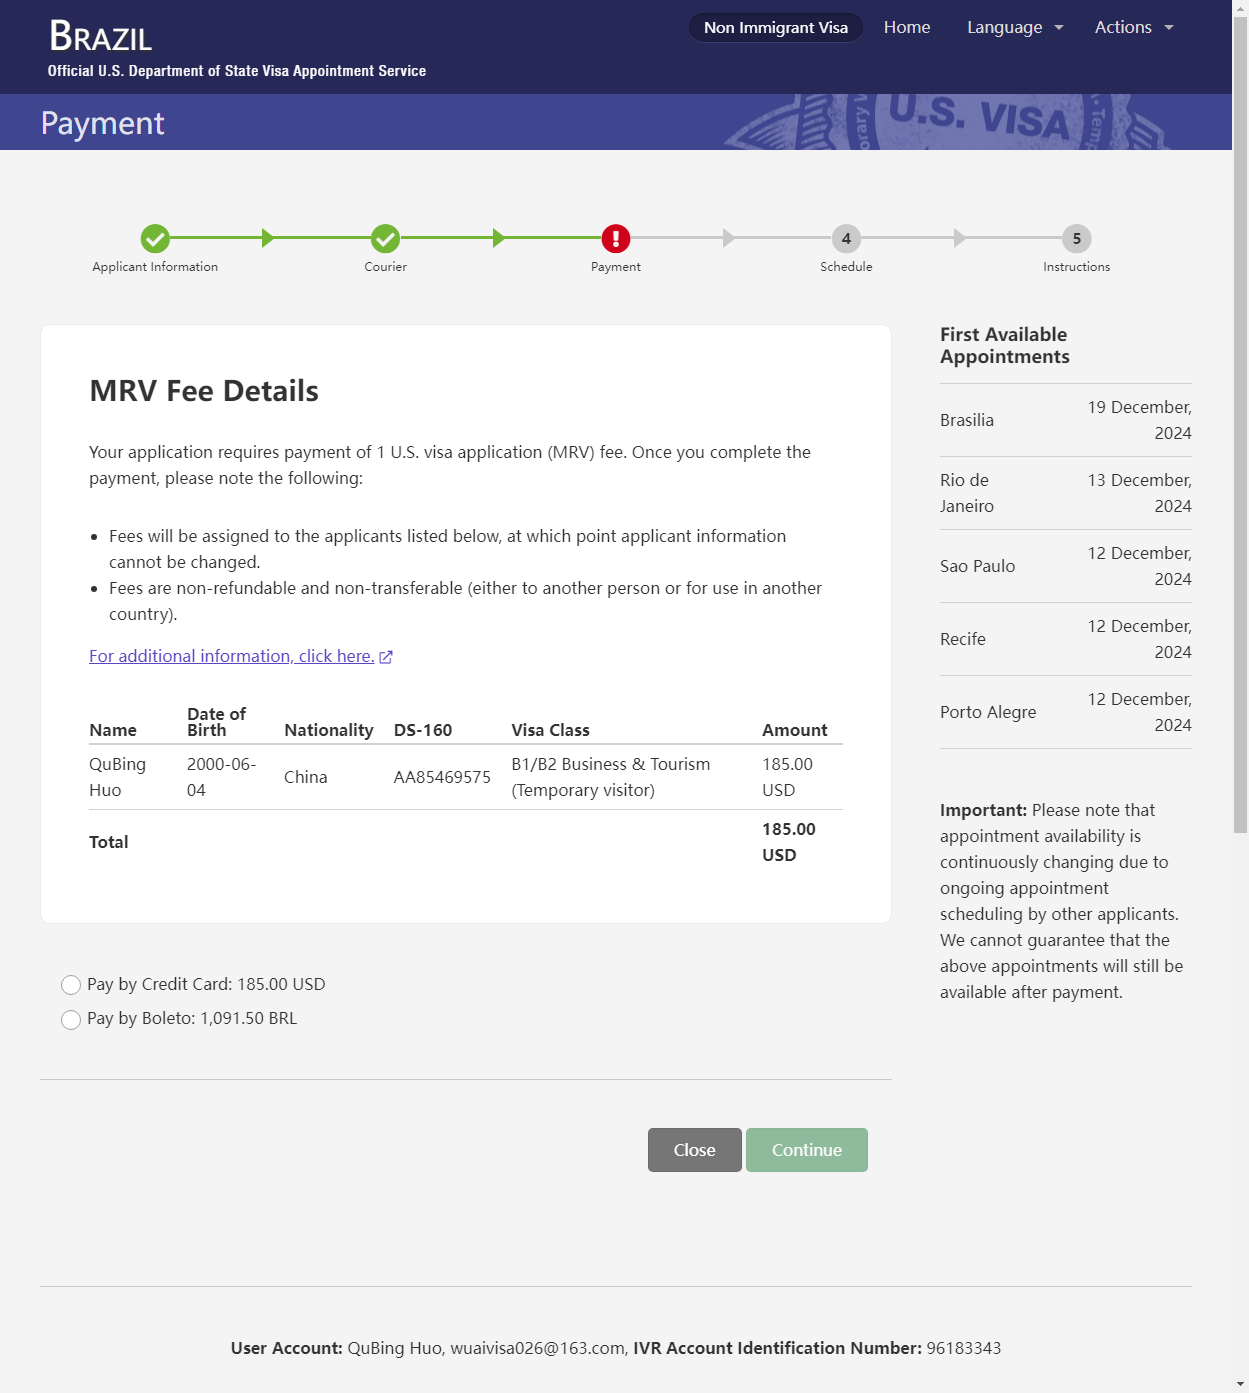 BRAZIL
Official U.S. Department of State Visa Appointment Service
Non Immigrant Visa
Home
Language
Actions
Payment
U.S. VISA
Applicant Information
Courier
Payment
4
Schedule
5
Instructions
MRV Fee Details
Your application requires payment of 1 U.S. visa application (MRV) fee. Once you complete the
payment, please note the following:
• Fees will be assigned to the applicants listed below, at which point applicant information
cannot be changed.
• Fees are non-refundable and non-transferable (either to another person or for use in another
country).
For additional information, click here.
Name
Date of
Birth
Nationality
DS-160
Visa Class
Amount
QuBing
Huo
2000-06-
04
China
AA85469575
B1/B2 Business & Tourism
(Temporary visitor)
185.00
USD
Total
185.00
USD
Pay by Credit Card: 185.00 USD
Pay by Boleto: 1,091.50 BRL
Close
Continue
First Available
Appointments
Brasilia
19 December,
2024
Rio de
Janeiro
13 December,
2024
Sao Paulo
12 December,
2024
Recife
12 December,
2024
Porto Alegre
12 December,
2024
Important: Please note that
appointment availability is
continuously changing due to
ongoing appointment
scheduling by other applicants.
We cannot guarantee that the
above appointments will still be
available after payment.
User Account: QuBing Huo, wuaivisa026@163.com, IVR Account Identification Number: 96183343